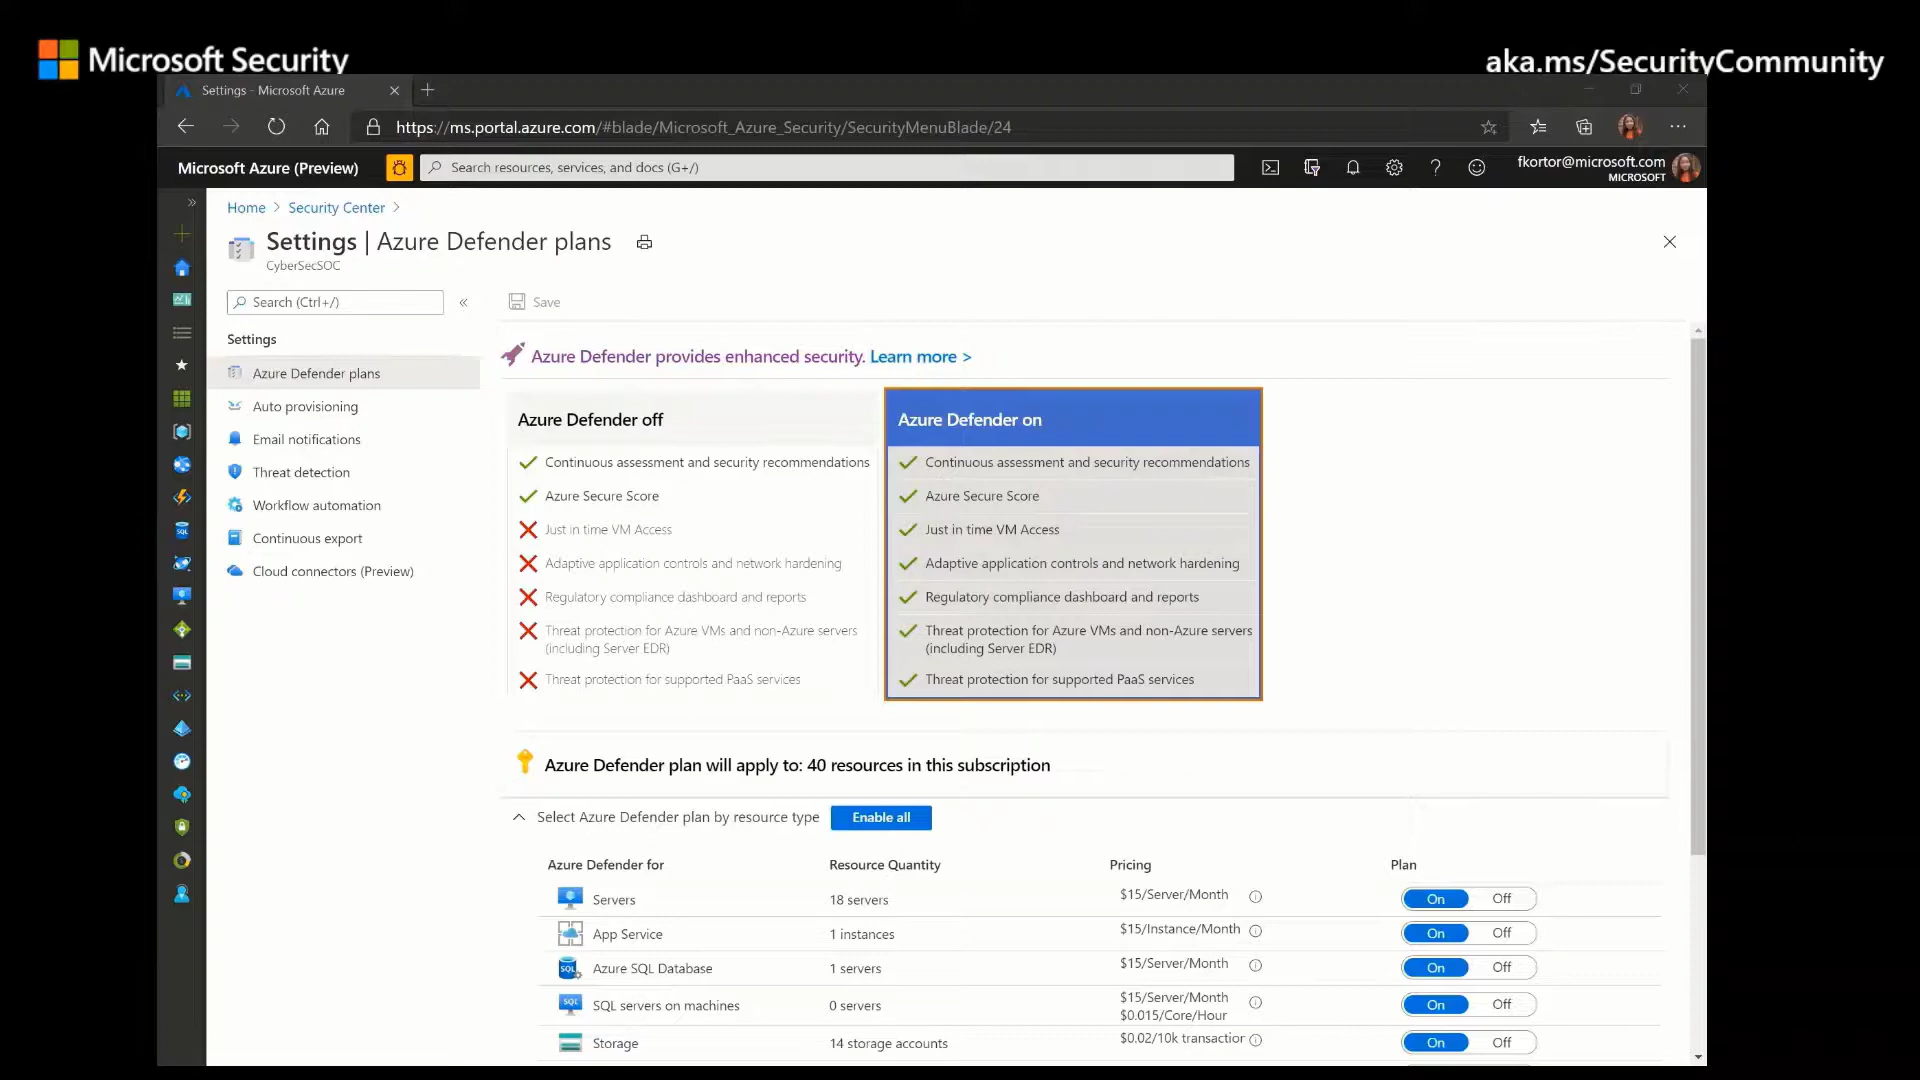 Microsoft Security
aka.ms/SecurityCommunity
Settings - Microsoft Azure
https://ms.portal.azure.com/#blade/Microsoft_Azure_Security/SecurityMenuBlade/24
Microsoft Azure (Preview)
Search resources, services, and docs (G+/)
fkortor@microsoft.com
MICROSOFT
Home > Security Center >
Settings | Azure Defender plans
CyberSecSOC
Search (Ctrl+/)
Save
Settings
Azure Defender plans
Auto provisioning
Email notifications
Threat detection
Workflow automation
Continuous export
Cloud connectors (Preview)
Azure Defender provides enhanced security. Learn more >
Azure Defender off
Continuous assessment and security recommendations
Azure Secure Score
Just in time VM Access
Adaptive application controls and network hardening
Regulatory compliance dashboard and reports
Threat protection for Azure VMs and non-Azure servers
(including Server EDR)
Threat protection for supported PaaS services
Azure Defender on
Continuous assessment and security recommendations
Azure Secure Score
Just in time VM Access
Adaptive application controls and network hardening
Regulatory compliance dashboard and reports
Threat protection for Azure VMs and non-Azure servers
(including Server EDR)
Threat protection for supported PaaS services
Azure Defender plan will apply to: 40 resources in this subscription
Select Azure Defender plan by resource type Enable all
Azure Defender for Resource Quantity Pricing Plan
Servers 18 servers $15/Server/Month On Off
App Service 1 instances $15/Instance/Month On Off
Azure SQL Database 1 servers $15/Server/Month On Off
SQL servers on machines 0 servers $15/Server/Month On Off
$0.015/Core/Hour
Storage 14 storage accounts $0.02/10k transactior On Off